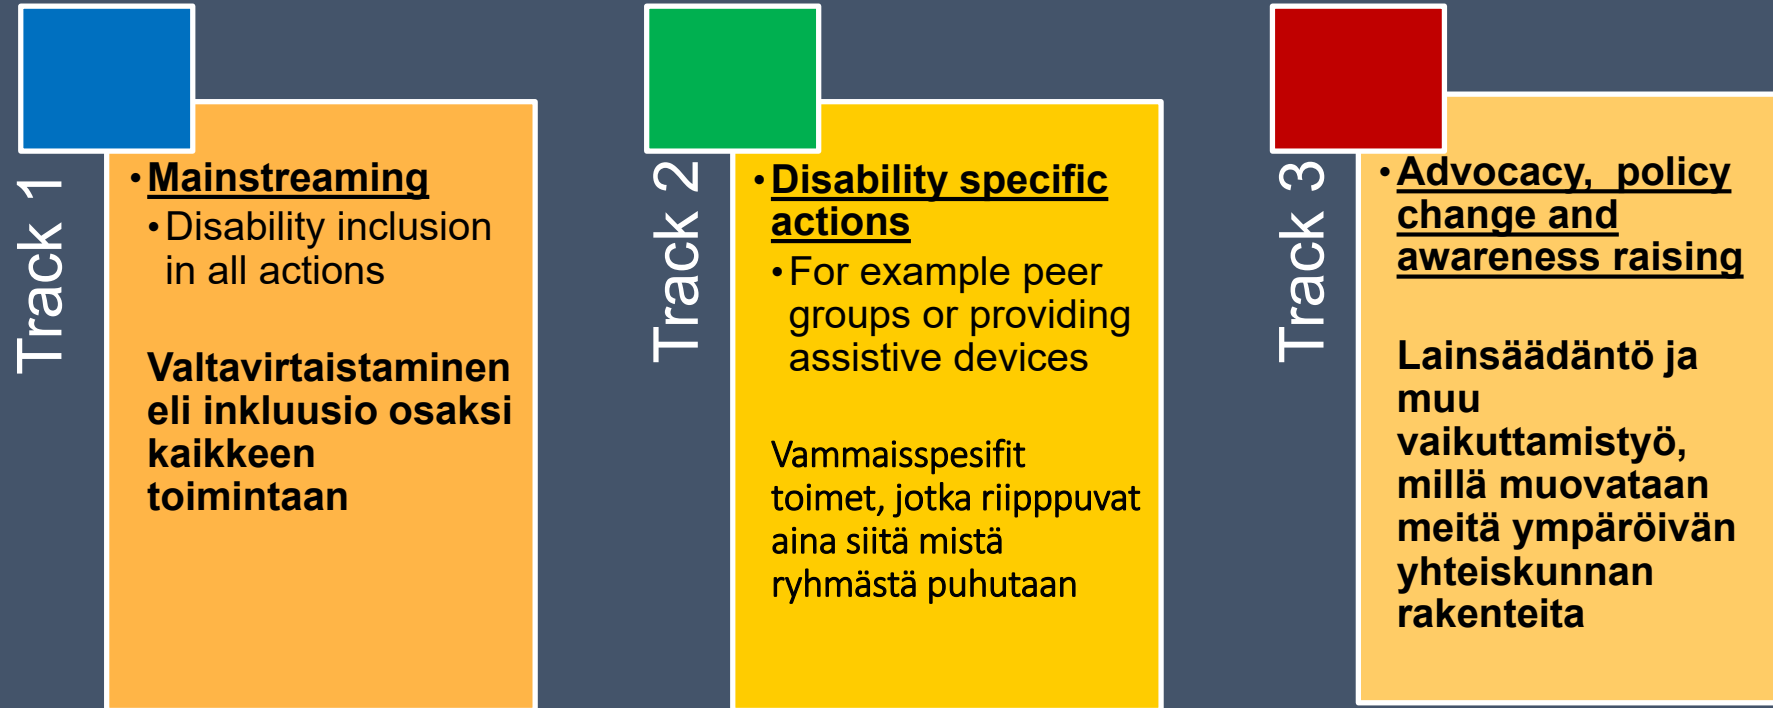 Track 1
•Mainstreaming
•Disability inclusion
in all actions
Valtavirtaistaminen
eli inkluusio osaksi
kaikkeen
toimintaan
Track 2
•Disability specific
actions
•For example peer
groups or providing
assistive devices
Vammaisspesifit
toimet, jotka riipppuvat
aina siitä mistä
ryhmästä puhutaan
Track 3
•Advocacy, policy
change and
awareness raising
Lainsäädäntö ja
muu
vaikuttamistyö,
millä muovataan
meitä ympäröivän
yhteiskunnan
rakenteita